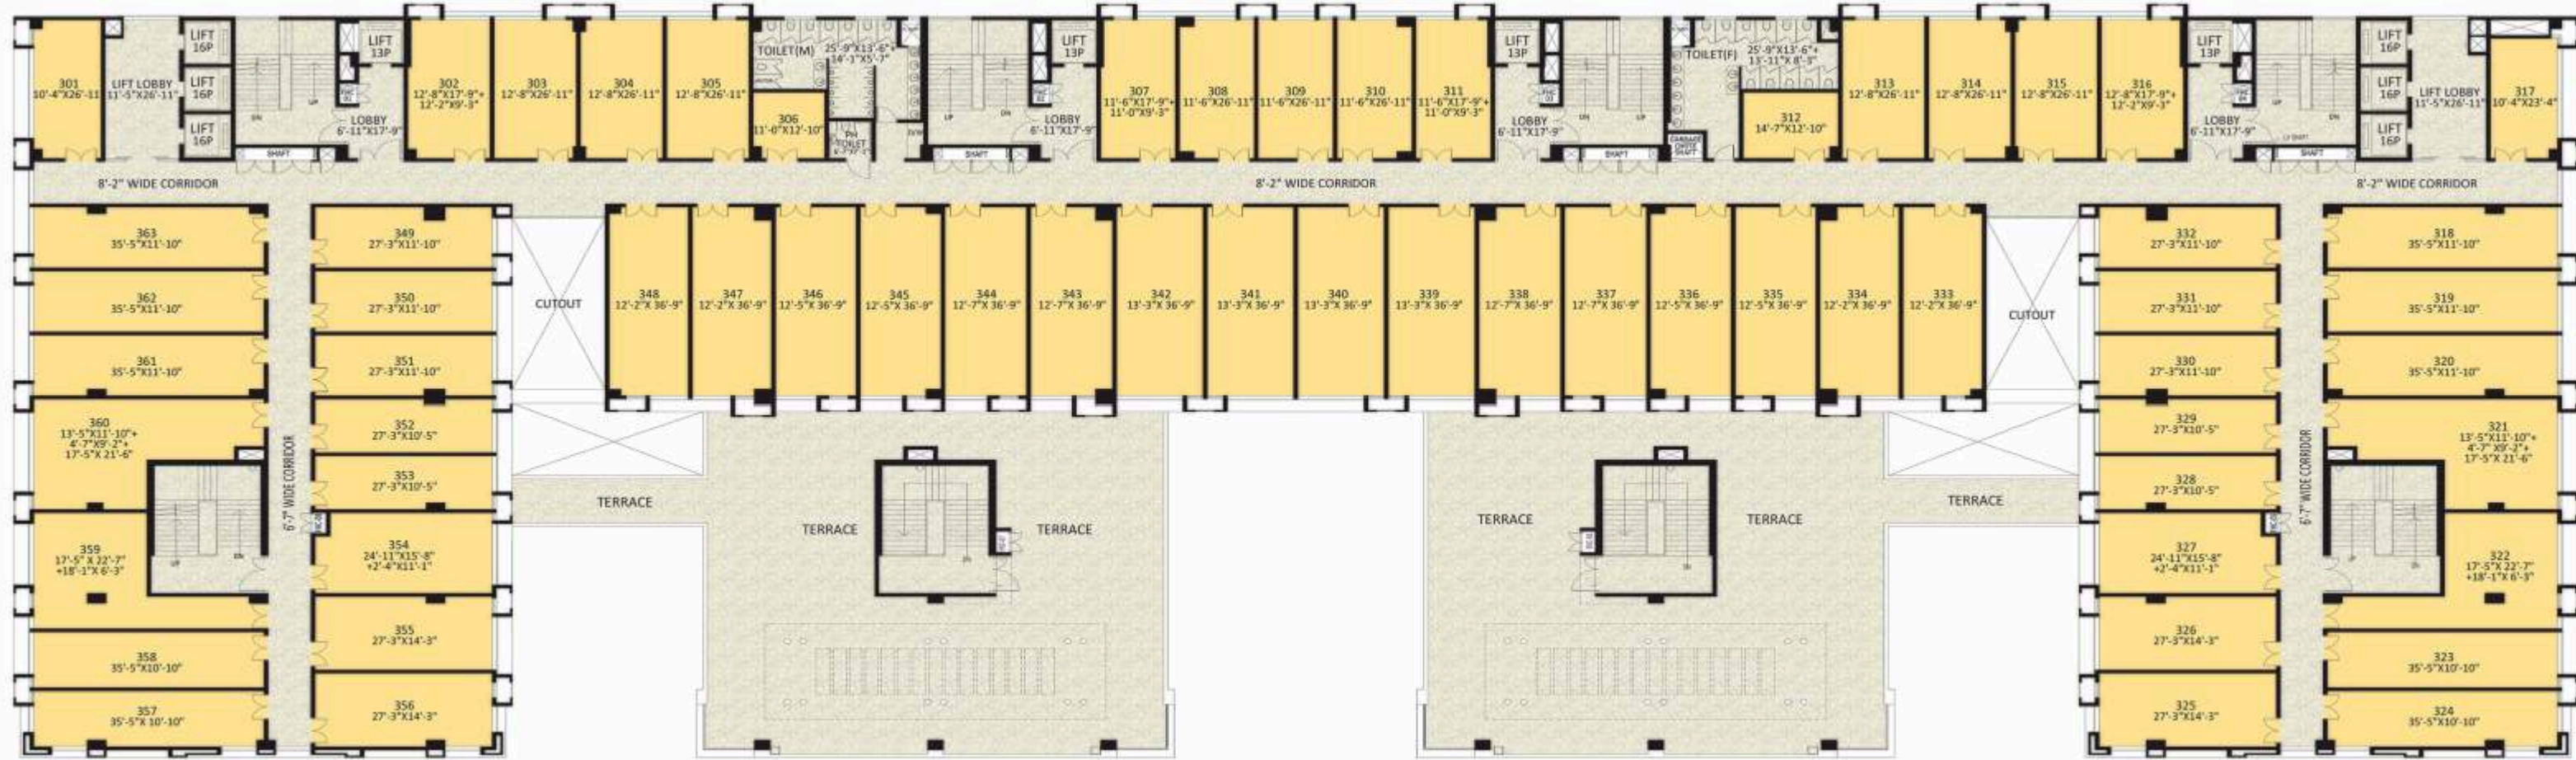 301
10'-4"X26'-11
LIFT LOBBY
11'-5"X26'-11"
LIFT
16P
LIFT
16P
LIFT
16P
UP
DN
SHAFT
LIFT
13P
LOBBY
6'-11"X17'-9"
302
12'-8"X17'-9"+
12'-2"X9'-3"
303
12'-8"X26'-11"
304
12'-8"X26'-11"
305
12'-8"X26'-11"
TOILET(M)
25'-9"X13'-6"+
14'-1"X5'-7"
306
11'-0"X12'-10"
PH
TOILET
UP
DN
SHAFT
LIFT
13P
LOBBY
6'-11"X17'-9"
307
11'-6"X17'-9"+
11'-0"X9'-3"
308
11'-6"X26'-11"
309
11'-6"X26'-11"
310
11'-6"X26'-11"
311
11'-6"X17'-9"+
11'-0"X9'-3"
LIFT
13P
LOBBY
6'-11"X17'-9"
DN
UP
SHAFT
TOILET(F)
25'-9"X13'-6"+
13'-11"X 8'-3"
GARBAGE
CHUTE
SHAFT
312
14'-7"X12'-10"
313
12'-8"X26'-11"
314
12'-8"X26'-11"
315
12'-8"X26'-11"
316
12'-8"X17'-9"+
12'-2"X9'-3"
LIFT
13P
LOBBY
6'-11"X17'-9"
UP
DN
SHAFT
LIFT
16P
LIFT
16P
LIFT
16P
LIFT LOBBY
11'-5"X26'-11"
317
10'-4"X23'-4"
8'-2" WIDE CORRIDOR
8'-2" WIDE CORRIDOR
8'-2" WIDE CORRIDOR
363
35'-5"X11'-10"
362
35'-5"X11'-10"
361
35'-5"X11'-10"
360
13'-5"X11'-10"+
4'-7"X9'-2"+
17'-5"X 21'-6"
359
17'-5" X 22'-7"
+18'-1"X 6'-3"
358
35'-5"X10'-10"
357
35'-5"X 10'-10"
UP
DN
6'-7" WIDE CORRIDOR
349
27'-3"X11'-10"
350
27'-3"X11'-10"
351
27'-3"X11'-10"
352
27'-3"X10'-5"
353
27'-3"X10'-5"
354
24'-11"X15'-8"
+2'-4"X11'-1"
355
27'-3"X14'-3"
356
27'-3"X14'-3"
CUTOUT
348
12'-2"X 36'-9"
347
12'-2"X 36'-9"
346
12'-5"X 36'-9"
345
12'-5"X 36'-9"
344
12'-7"X 36'-9"
343
12'-7"X 36'-9"
342
13'-3"X 36'-9"
341
13'-3"X 36'-9"
340
13'-3"X 36'-9"
339
13'-3"X 36'-9"
338
12'-7"X 36'-9"
337
12'-7"X 36'-9"
336
12'-5"X 36'-9"
335
12'-5"X 36'-9"
334
12'-2"X 36'-9"
333
12'-2"X 36'-9"
CUTOUT
TERRACE
TERRACE
TERRACE
DN
TERRACE
TERRACE
DN
TERRACE
332
27'-3"X11'-10"
331
27'-3"X11'-10"
330
27'-3"X11'-10"
329
27'-3"X10'-5"
328
27'-3"X10'-5"
327
24'-11"X15'-8"
+2'-4"X11'-1"
326
27'-3"X14'-3"
325
27'-3"X14'-3"
6'-7" WIDE CORRIDOR
318
35'-5"X11'-10"
319
35'-5"X11'-10"
320
35'-5"X11'-10"
321
13'-5"X11'-10"+
4'-7" X9'-2"+
17'-5"X 21'-6"
UP
DN
322
17'-5"X 22'-7"
+18'-1"X 6'-3"
323
35'-5"X10'-10"
324
35'-5"X10'-10"